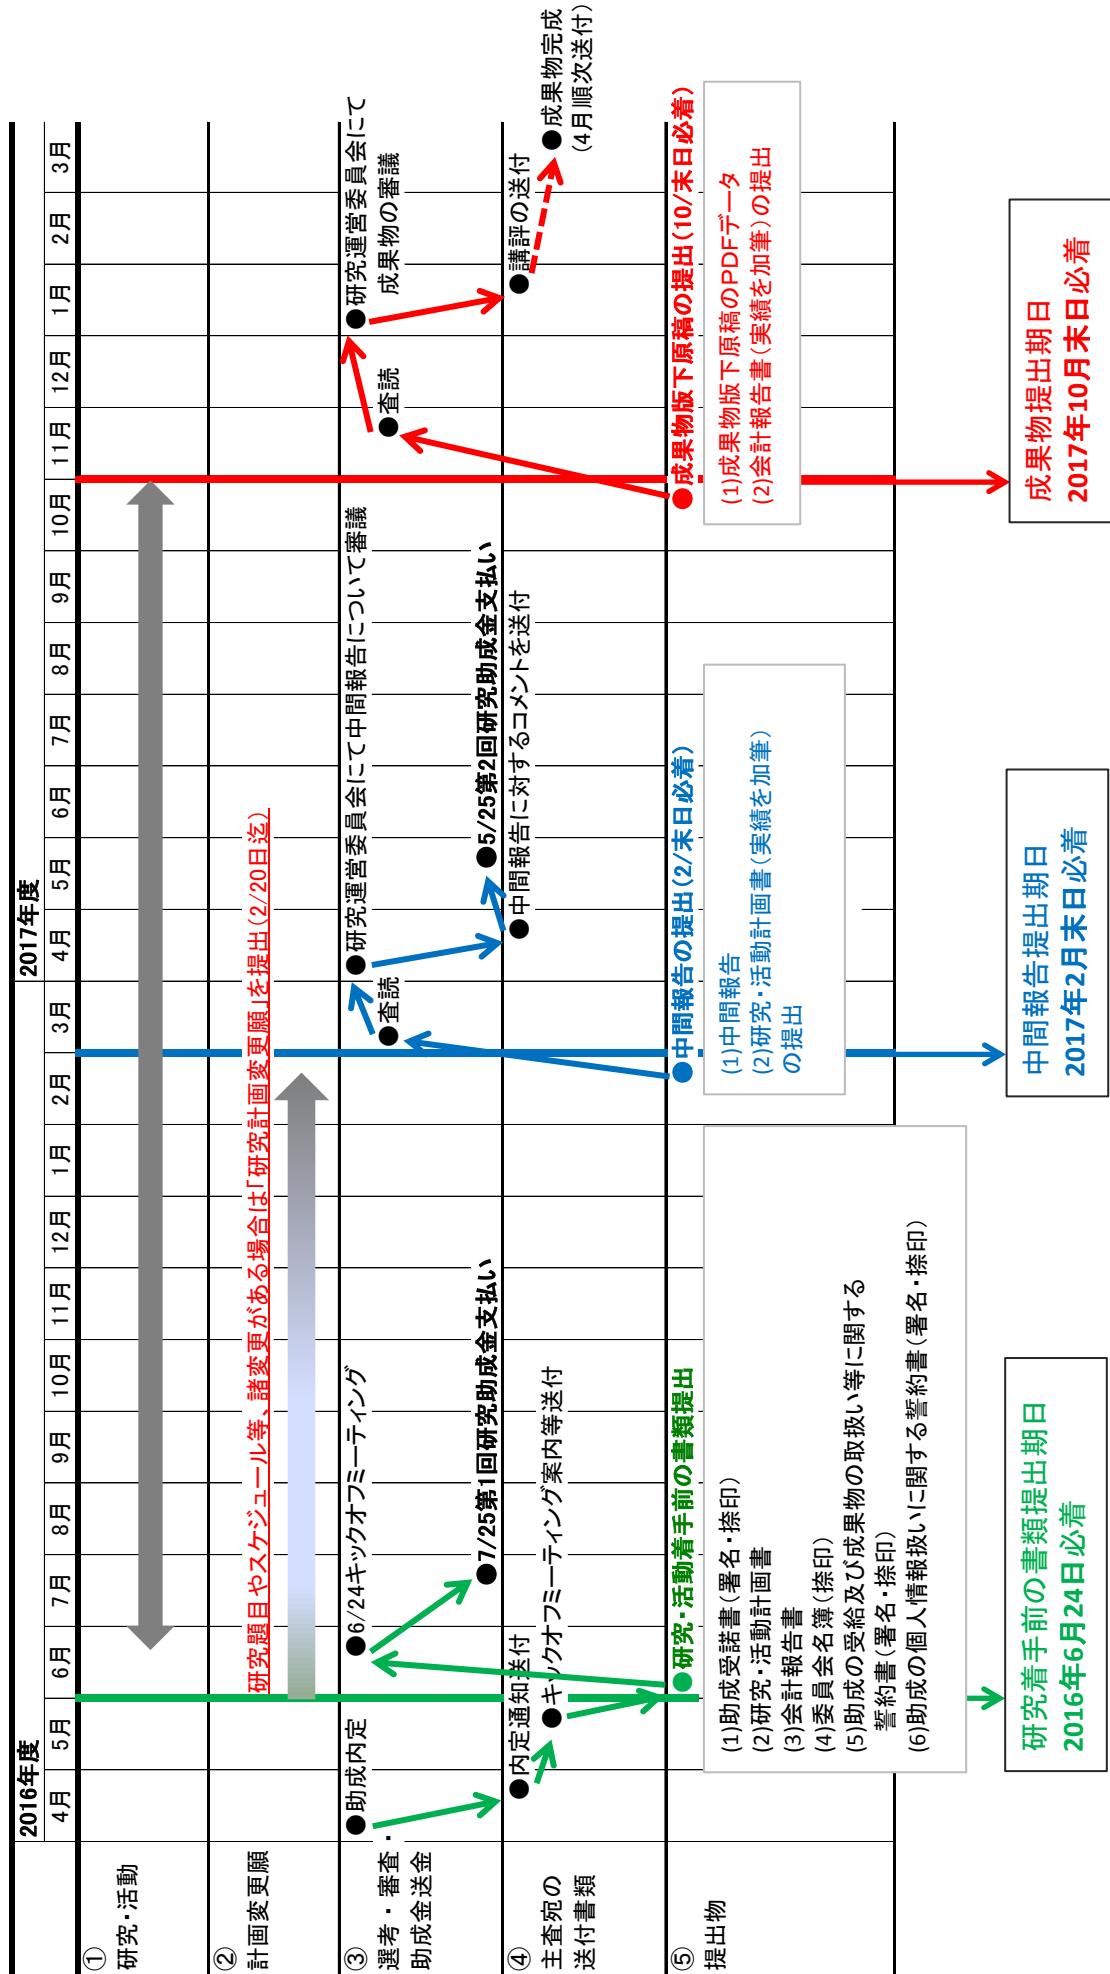 2016年度
2017年度
4月
5月
6月
7月
8月
9月
10月
11月
12月
1月
2月
3月
4月
5月
6月
7月
8月
9月
10月
11月
12月
1月
2月
3月
①
研究・活動
②
計画変更願
研究題目やスケジュール等、諸変更がある場合は「研究計画変更願」を提出(2/20日迄)
③
選考・審査・
助成金送金
●助成内定
●6/24キックオフミーティング
●7/25第1回研究助成金支払い
●査読
●研究運営委員会にて中間報告について審議
●5/25第2回研究助成金支払い
●査読
●研究運営委員会にて
成果物の審議
④
主査宛の
送付書類
●内定通知送付
●キックオフミーティング案内等送付
●中間報告に対するコメントを送付
●講評の送付
●成果物完成
(4月順次送付)
⑤
提出物
●研究・活動着手前の書類提出
(1)助成受諾書(署名・捺印)
(2)研究・活動計画書
(3)会計報告書
(4)委員会名簿(捺印)
(5)助成の受給及び成果物の取扱い等に関する
誓約書(署名・捺印)
(6)助成の個人情報扱いに関する誓約書(署名・捺印)
●中間報告の提出(2/末日必着)
(1)中間報告
(2)研究・活動計画書(実績を加筆)
の提出
●成果物版下原稿の提出(10/末日必着)
(1)成果物版下原稿のPDFデータ
(2)会計報告書(実績を加筆)の提出
研究着手前の書類提出期日
2016年6月24日必着
中間報告提出期日
2017年2月末日必着
成果物提出期日
2017年10月末日必着